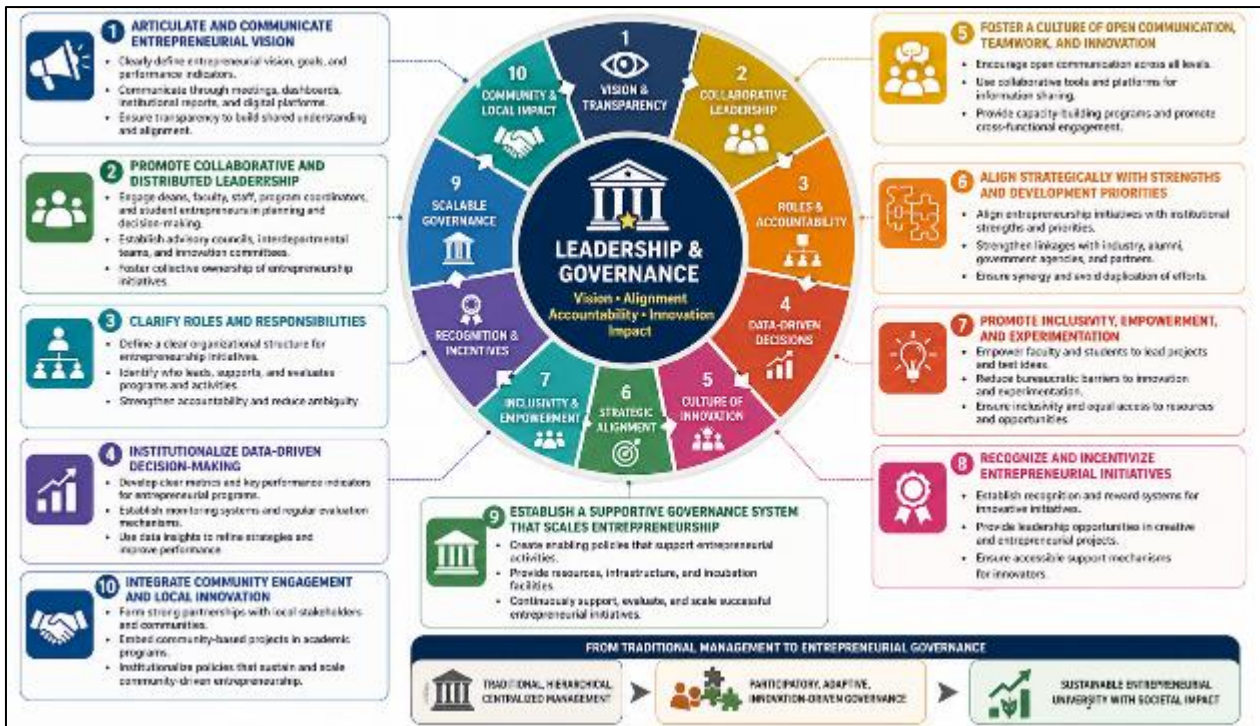 1 ARTICULATE AND COMMUNICATE
ENTREPRENEURIAL VISION
• Clearly define entrepreneurial vision, goals, and
performance indicators.
• Communicate through meetings, dashboards,
institutional reports, and digital platforms.
• Ensure transparency to build shared understanding
and alignment.
2 PROMOTE COLLABORATIVE AND
DISTRIBUTED LEADERRSHIP
• Engage deans, faculty, staff, program coordinators,
and student entrepreneurs in planning and
decision-making.
• Establish advisory councils, interdepartmental
teams, and innovation committees.
• Foster collective ownership of entrepreneurship
initiatives.
3 CLARIFY ROLES AND RESPONSIBILITIES
• Define a clear organizational structure for
entrepreneurship initiatives.
• Identify who leads, supports, and evaluates
programs and activities.
• Strengthen accountability and reduce ambiguity
4 INSTITUTIONALIZE DATA-DRIVEN
DECISION-MAKING
• Develop clear metrics and key performance indicators
for entrepreneurial programs.
• Establish monitoring systems and regular evaluation
mechanisms.
• Use data insights to refine strategies and
improve performance
10 INTEGRATE COMMUNITY ENGAGEMENT
AND LOCAL INNOVATION
• Form strong partnerships with local stakeholders
and communities.
• Embed community-based projects in academic
programs.
• Institutionalize policies that sustain and scale
community-driven entrepreneurship.
1
VISION &
TRANSPARENCY
2
COLLABORATIVE
LEADERSHIP
3
ROLES &
ACCOUNTABILITY
4
DATA-DRIVEN
DECISIONS
5
CULTURE OF
INNOVATION
6
STRATEGIC
ALIGNMENT
7
INCLUSIVITY &
EMPOWERMENT
RECOGNITION &
INCENTIVES
9
SCALABLE
GOVERNANCE
10
COMMUNITY &
LOCAL IMPACT
LEADERSHIP &
GOVERNANCE
Vision • Alignment
Accountability • Innovation
Impact
5 FOSTER A CULTURE OF OPEN COMMUNICATION,
TEAMWORK, AND INNOVATION
• Encourage open communication across all levels.
• Use collaborative tools and platforms for
information sharing.
• Provide capacity-building programs and promote
cross-functional engagement.
6 ALIGN STRATEGICALLY WITH STRENGTHS
AND DEVELOPMENT PRIORITIES
• Align entrepreneurship initiatives with institutional
strengths and priorities.
• Strengthen linkages with industry, alumni,
government agencies, and partners.
• Ensure synergy and avoid duplication of efforts.
7 PROMOTE INCLUSIVITY, EMPOWERMENT,
AND EXPERIMENTATION
• Empower faculty and students to lead projects
and test ideas.
• Reduce bureaucratic barriers to innovation
and experimentation.
• Ensure inclusivity and equal access to resources
and opportunities
8 RECOGNIZE AND INCENTIVIZE
ENTREPRENEURIAL INITIATIVES
• Establish recognition and reward systems for
innovative initiatives.
• Provide leadership opportunities in creative
and entrepreneurial projects.
• Ensure accessible support mechanisms
for innovators.
9 ESTABLISH A SUPPORTIVE GOVERNANCE SYSTEM
THAT SCALES ENTREPRENEURSHIP
• Create enabling policies that support entrepreneurial
activities.
• Provide resources, infrastructure, and incubation
facilities
• Continuously support, evaluate, and scale successful
entrepreneurial initiatives.
FROM TRADITIONAL MANAGEMENT TO ENTREPRENEURIAL GOVERNANCE
TRADITIONAL, HIERARCHICAL
CENTRALIZED MANAGEMENT
PARTICIPATORY, ADAPTIVE,
INNOVATION-DRIVEN GOVERNANCE
SUSTAINABLE ENTREPRENEURIAL
UNIVERSITY WITH SOCIETAL IMPACT